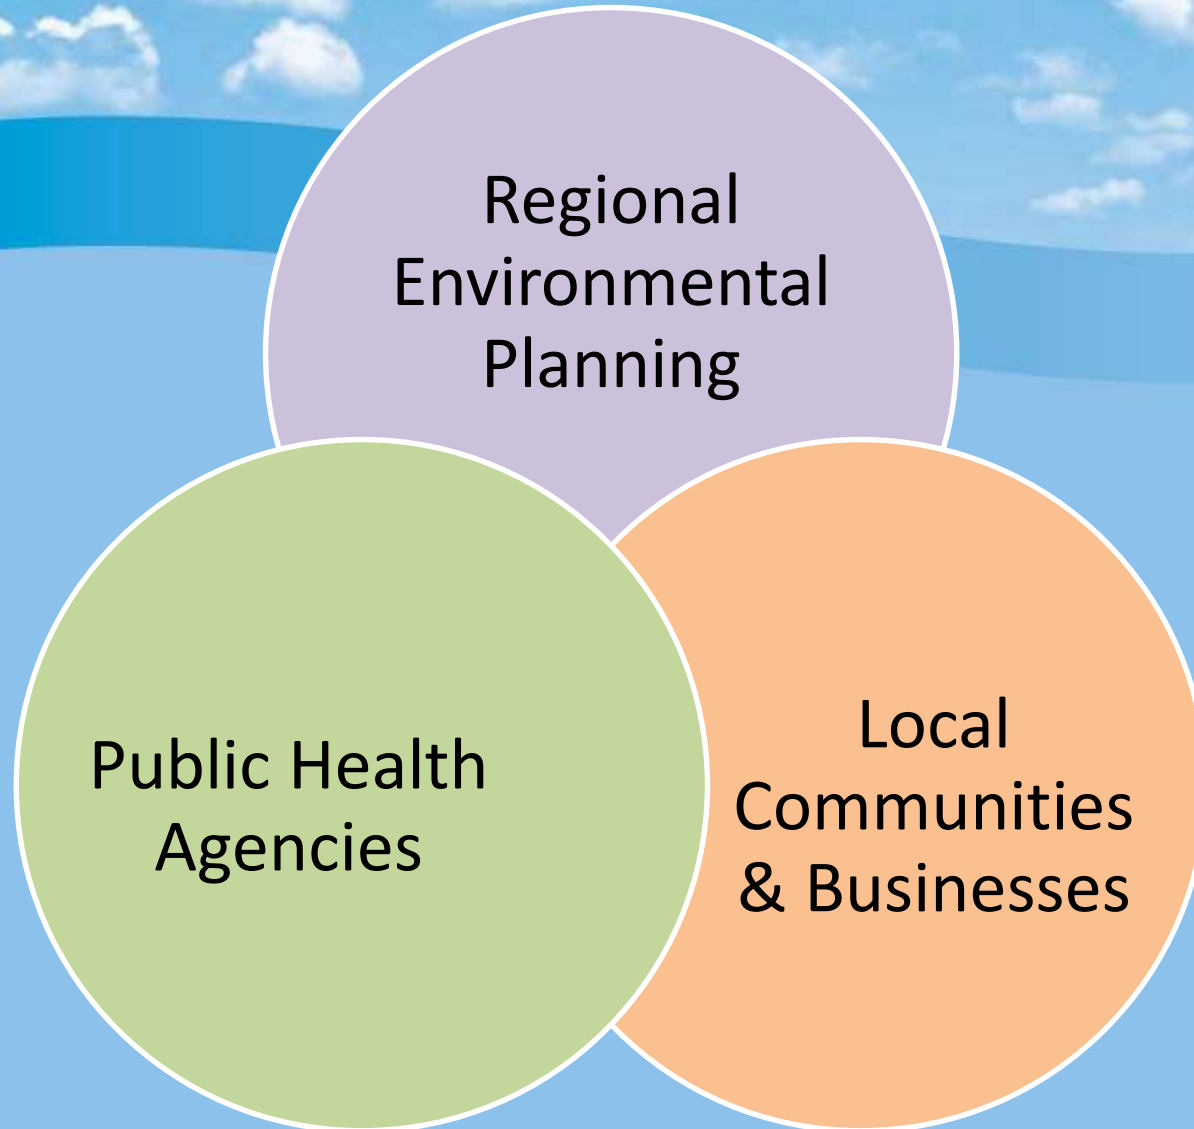 Regional
Environmental
Planning
Public Health
Agencies
Local
Communities
& Businesses